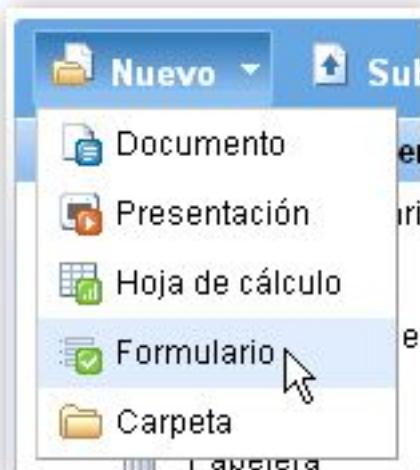 Nuevo
Documento
Presentación
Hoja de cálculo
Formulario
Carpeta